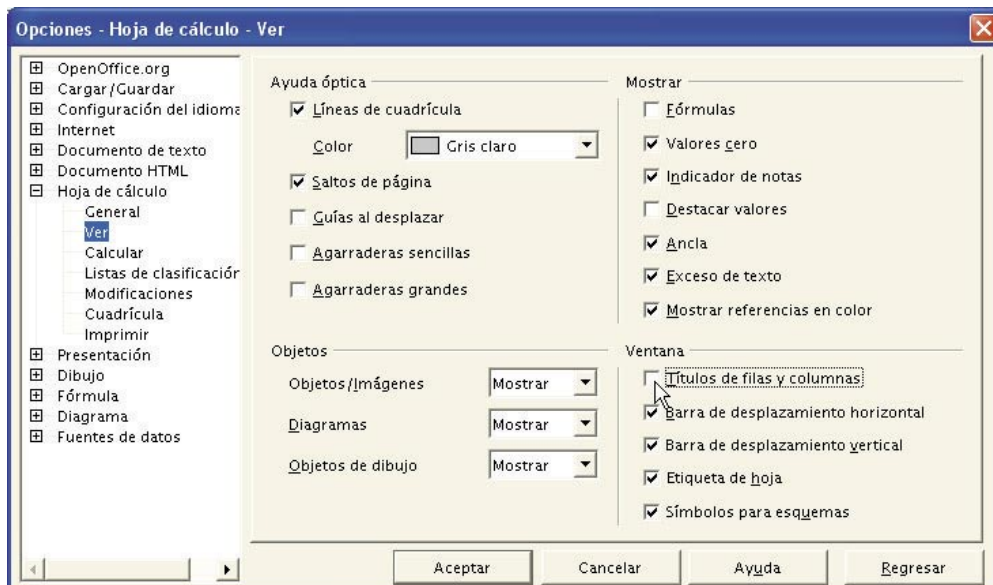 Opciones - Hoja de cálculo - Ver
OpenOffice.org
Cargar/Guardar
Configuración del idioma
Internet
Documento de texto
Documento HTML
Hoja de cálculo
General
Ver
Calcular
Listas de clasificación
Modificaciones
Cuadrícula
Imprimir
Presentación
Dibujo
Fórmula
Diagrama
Fuentes de datos
Ayuda óptica
Líneas de cuadrícula
Color Gris claro
Saltos de página
Guías al desplazar
Agarraderas sencillas
Agarraderas grandes
Mostrar
Fórmulas
Valores cero
Indicador de notas
Destacar valores
Ancla
Exceso de texto
Mostrar referencias en color
Objetos
Objetos/Imágenes Mostrar
Diagramas Mostrar
Objetos de dibujo Mostrar
Ventana
Títulos de filas y columnas
Barra de desplazamiento horizontal
Barra de desplazamiento vertical
Etiqueta de hoja
Símbolos para esquemas
Aceptar Cancelar Ayuda Regresar